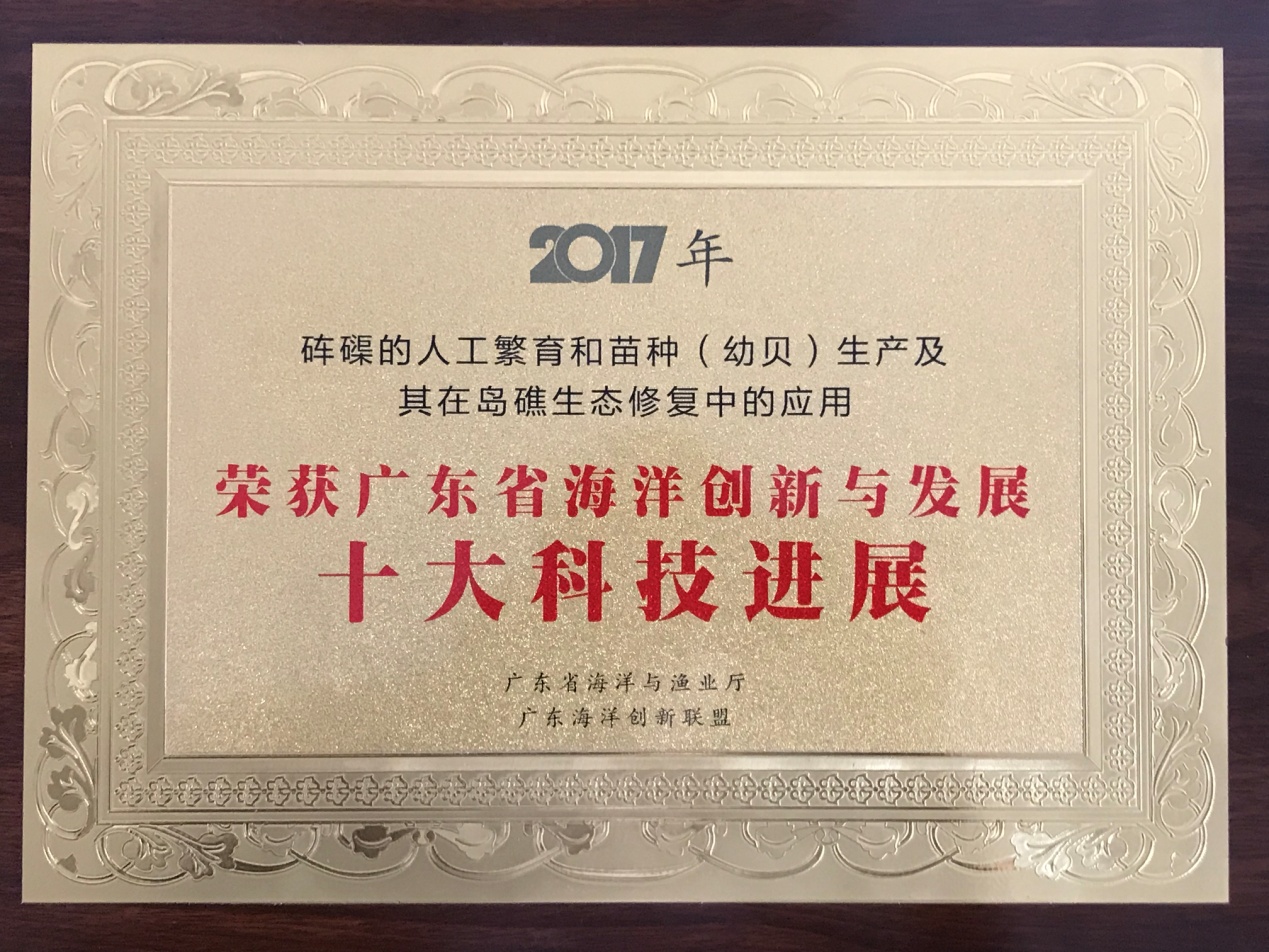 2017年
砗磲的人工繁育和苗种（幼贝）生产及
其在岛礁生态修复中的应用
荣获广东省海洋创新与发展
十大科技进展
广东省海洋与渔业厅
广东海洋创新联盟